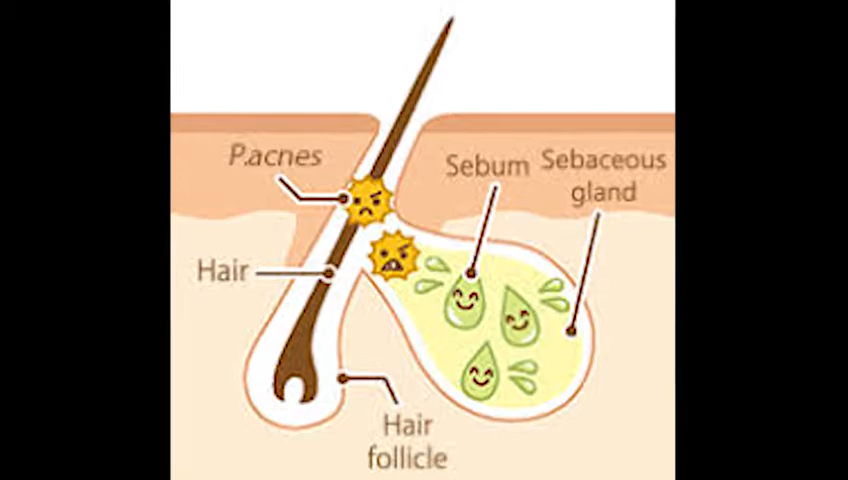 P.acnes
Sebum
Sebaceous
gland
Hair
Hair
follicle